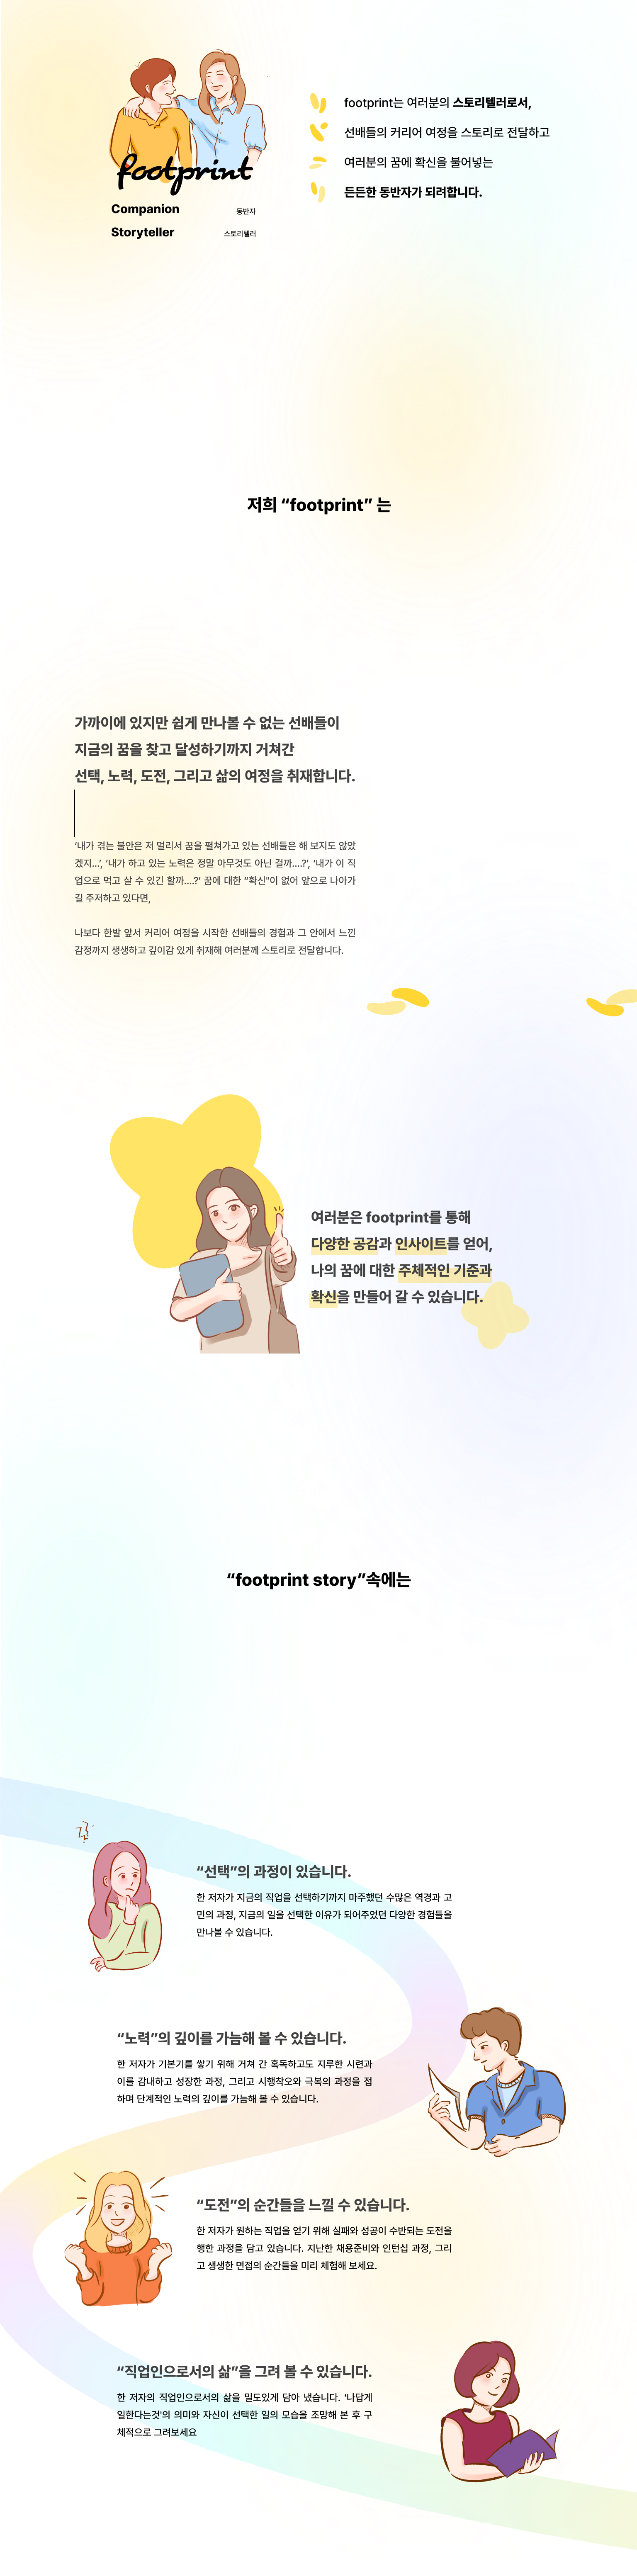 footprint
Companion 동반자
Storyteller 스토리텔러
footprint는 여러분의 스토리텔러로서,
선배들의 커리어 여정을 스토리로 전달하고
여러분의 꿈에 확신을 불어넣는
든든한 동반자가 되려합니다.
저희 “footprint” 는
가까이에 있지만 쉽게 만나볼 수 없는 선배들이
지금의 꿈을 찾고 달성하기까지 거쳐간
선택, 노력, 도전, 그리고 삶의 여정을 취재합니다.
‘내가 겪는 불안은 저 멀리서 꿈을 펼쳐가고 있는 선배들은 해 보지도 않았
겠지...’, ‘내가 하고 있는 노력은 정말 아무것도 아닌 걸까....?’, ‘내가 이 직
업으로 먹고 살 수 있긴 할까....?’ 꿈에 대한 “확신"이 없어 앞으로 나아가
길 주저하고 있다면,
나보다 한발 앞서 커리어 여정을 시작한 선배들의 경험과 그 안에서 느낀
감정까지 생생하고 깊이감 있게 취재해 여러분께 스토리로 전달합니다.
여러분은 footprint를 통해
다양한 공감과 인사이트를 얻어,
나의 꿈에 대한 주체적인 기준과
확신을 만들어 갈 수 있습니다.
“footprint story”속에는
“선택”의 과정이 있습니다.
한 저자가 지금의 직업을 선택하기까지 마주했던 수많은 역경과 고
민의 과정, 지금의 일을 선택한 이유가 되어주었던 다양한 경험들을
만나볼 수 있습니다.
“노력”의 깊이를 가늠해 볼 수 있습니다.
한 저자가 기본기를 쌓기 위해 거쳐 간 혹독하고도 지루한 시련과
이를 감내하고 성장한 과정, 그리고 시행착오와 극복의 과정을 접
하며 단계적인 노력의 깊이를 가늠해 볼 수 있습니다.
“도전”의 순간들을 느낄 수 있습니다.
한 저자가 원하는 직업을 얻기 위해 실패와 성공이 수반되는 도전을
행한 과정을 담고 있습니다. 지난한 채용준비와 인턴십 과정, 그리
고 생생한 면접의 순간들을 미리 체험해 보세요.
“직업인으로서의 삶”을 그려 볼 수 있습니다.
한 저자의 직업인으로서의 삶을 밀도있게 담아 냈습니다. ‘나답게
일한다는것’의 의미와 자신이 선택한 일의 모습을 조망해 본 후 구
체적으로 그려보세요